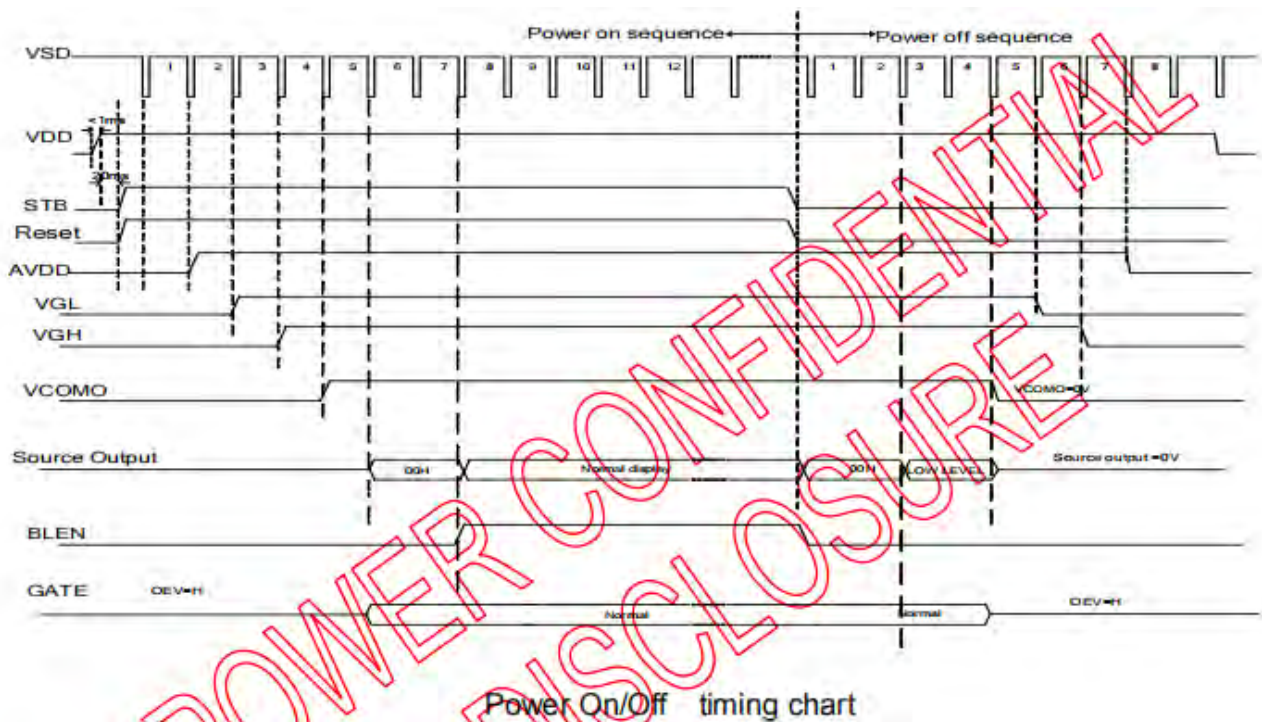 Power on sequence Power off sequence
VSD
1 2 3 4 5 6 7 8 9 10 11 12 1 2 3 4 5 6 7 8
<1ms
VDD
20ms
STB
Reset
AVDD
VGL
VGH
VCOMO VCOMO=0V
Source Output 00H Normal display 00H LOW LEVEL Source output =0V
BLEN
GATE OEV=H Normal Normal OEV=H
POWER CONFIDENTIAL
DISCLOSURE
Power On/Off timing chart